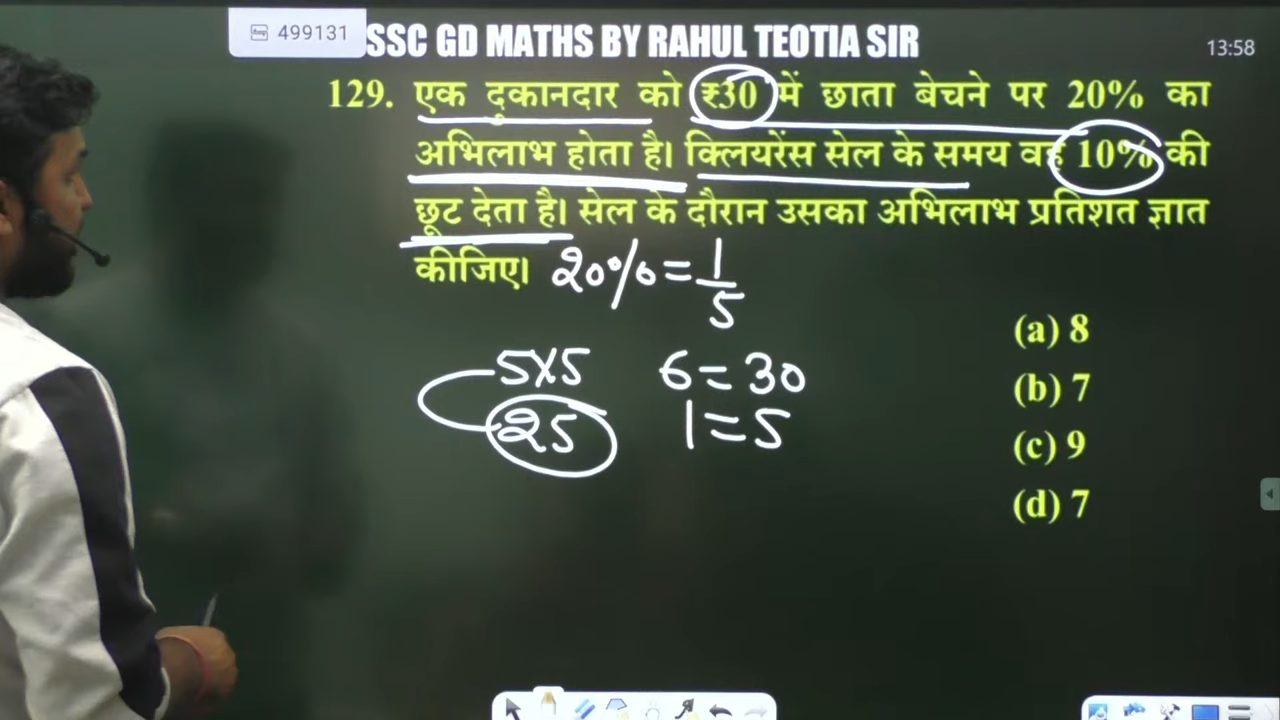 499131
SSC GD MATHS BY RAHUL TEOTIA SIR
13:58
129. एक दुकानदार को ₹30 में छाता बेचने पर 20% का
अभिलाभ होता है। क्लियरेंस सेल के समय वह 10% की
छूट देता है। सेल के दौरान उसका अभिलाभ प्रतिशत ज्ञात
कीजिए। 20% = 1/5
5×5 6 = 30
25 1 = 5
(a) 8
(b) 7
(c) 9
(d) 7